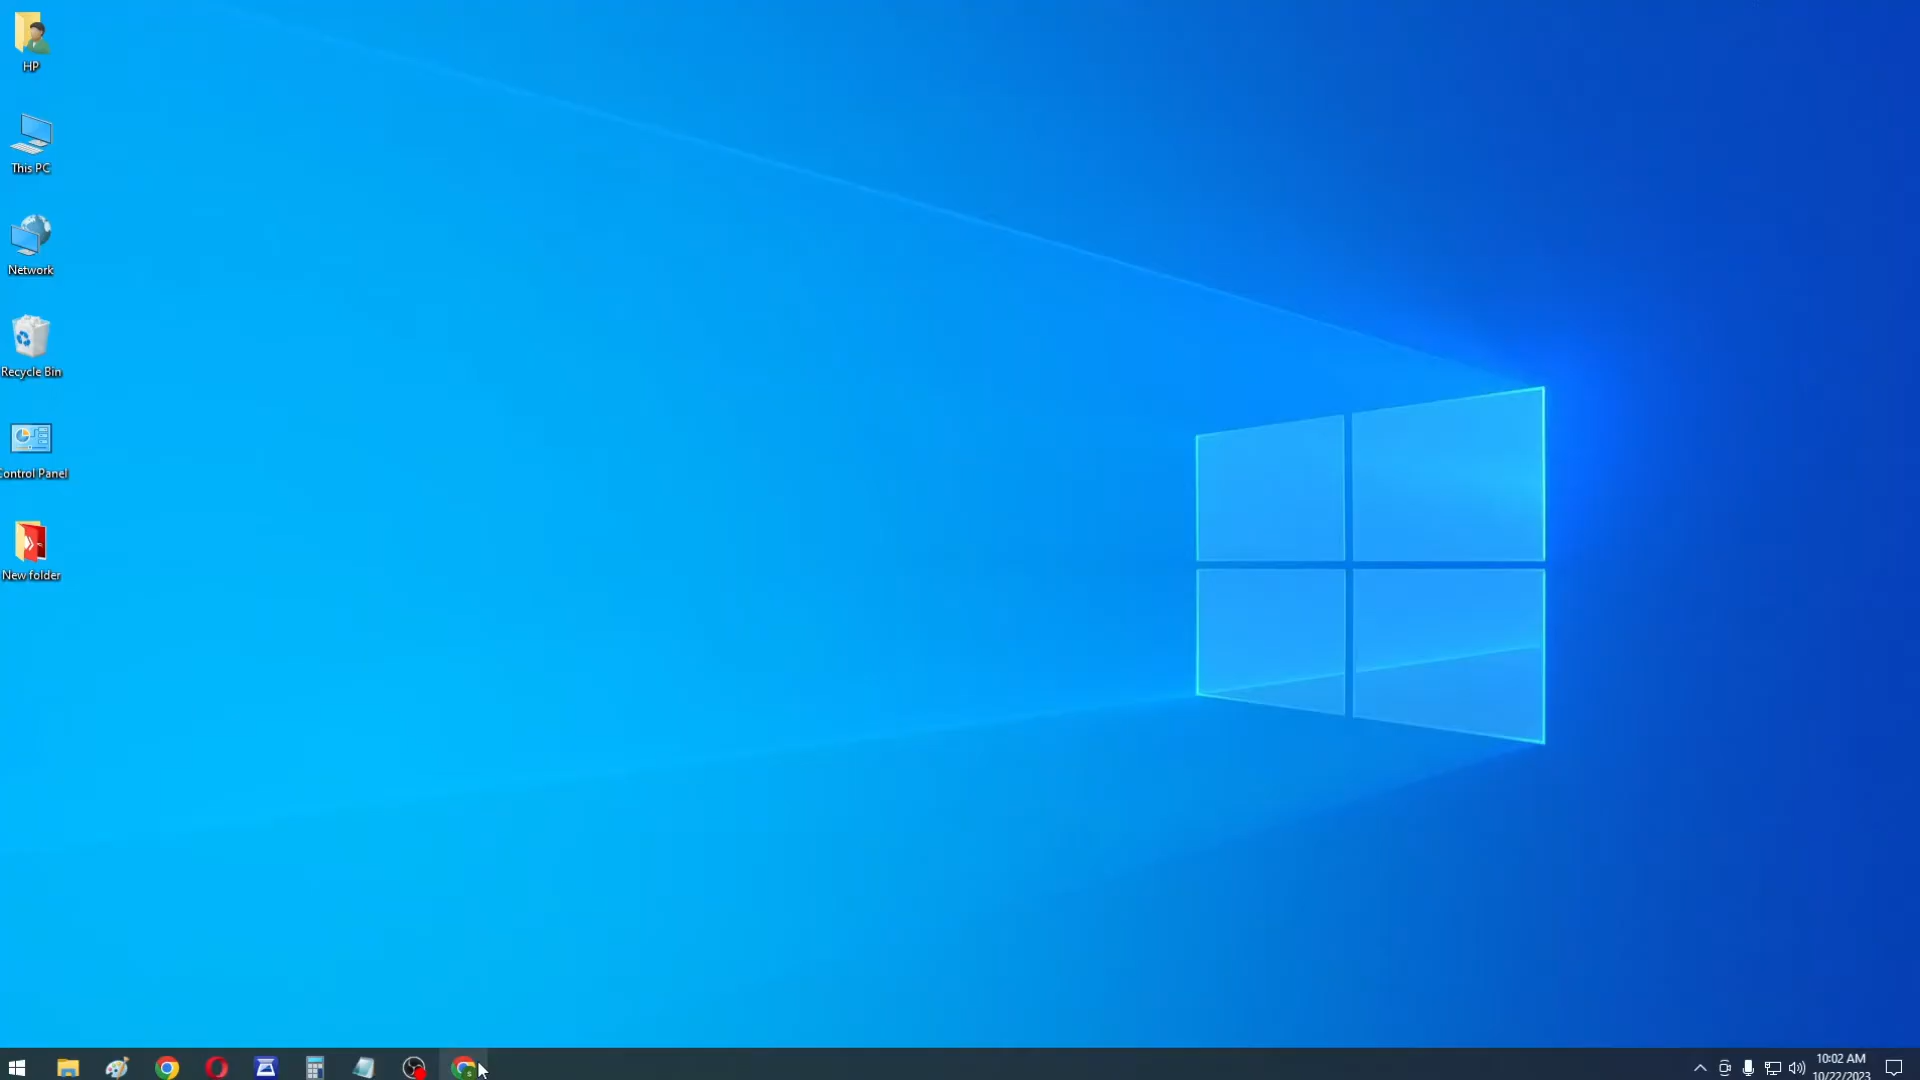 HP
This PC
Network
Recycle Bin
Control Panel
New folder
10:02 AM
10/22/2023